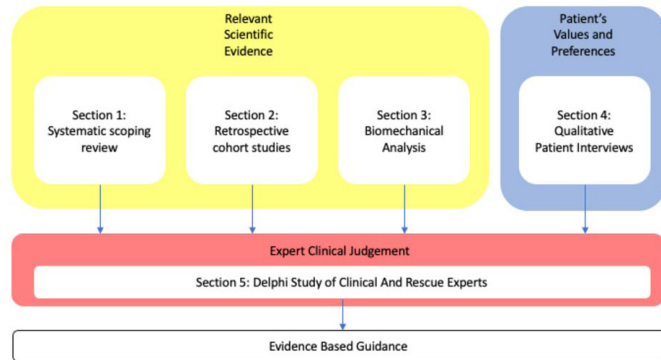 Relevant
Scientific
Evidence
Patient's
Values and
Preferences
Section 1:
Systematic scoping
review
Section 2:
Retrospective
cohort studies
Section 3:
Biomechanical
Analysis
Section 4:
Qualitative
Patient Interviews
Expert Clinical Judgement
Section 5: Delphi Study of Clinical And Rescue Experts
Evidence Based Guidance